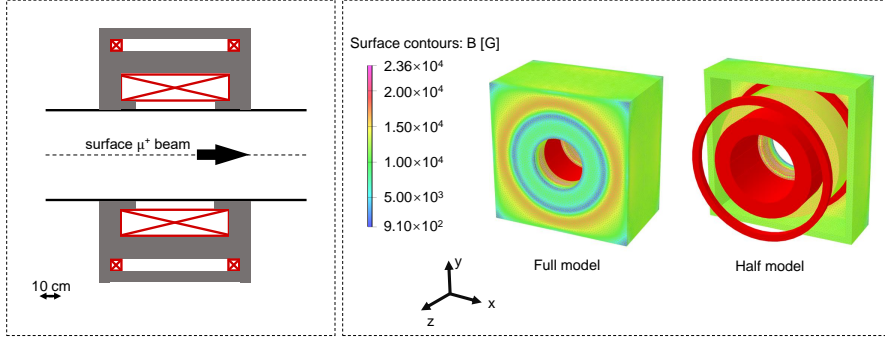 surface μ⁺ beam
10 cm
Surface contours: B [G]
2.36×10⁴
2.00×10⁴
1.50×10⁴
1.00×10⁴
5.00×10³
9.10×10²
Full model
Half model
y
x
z